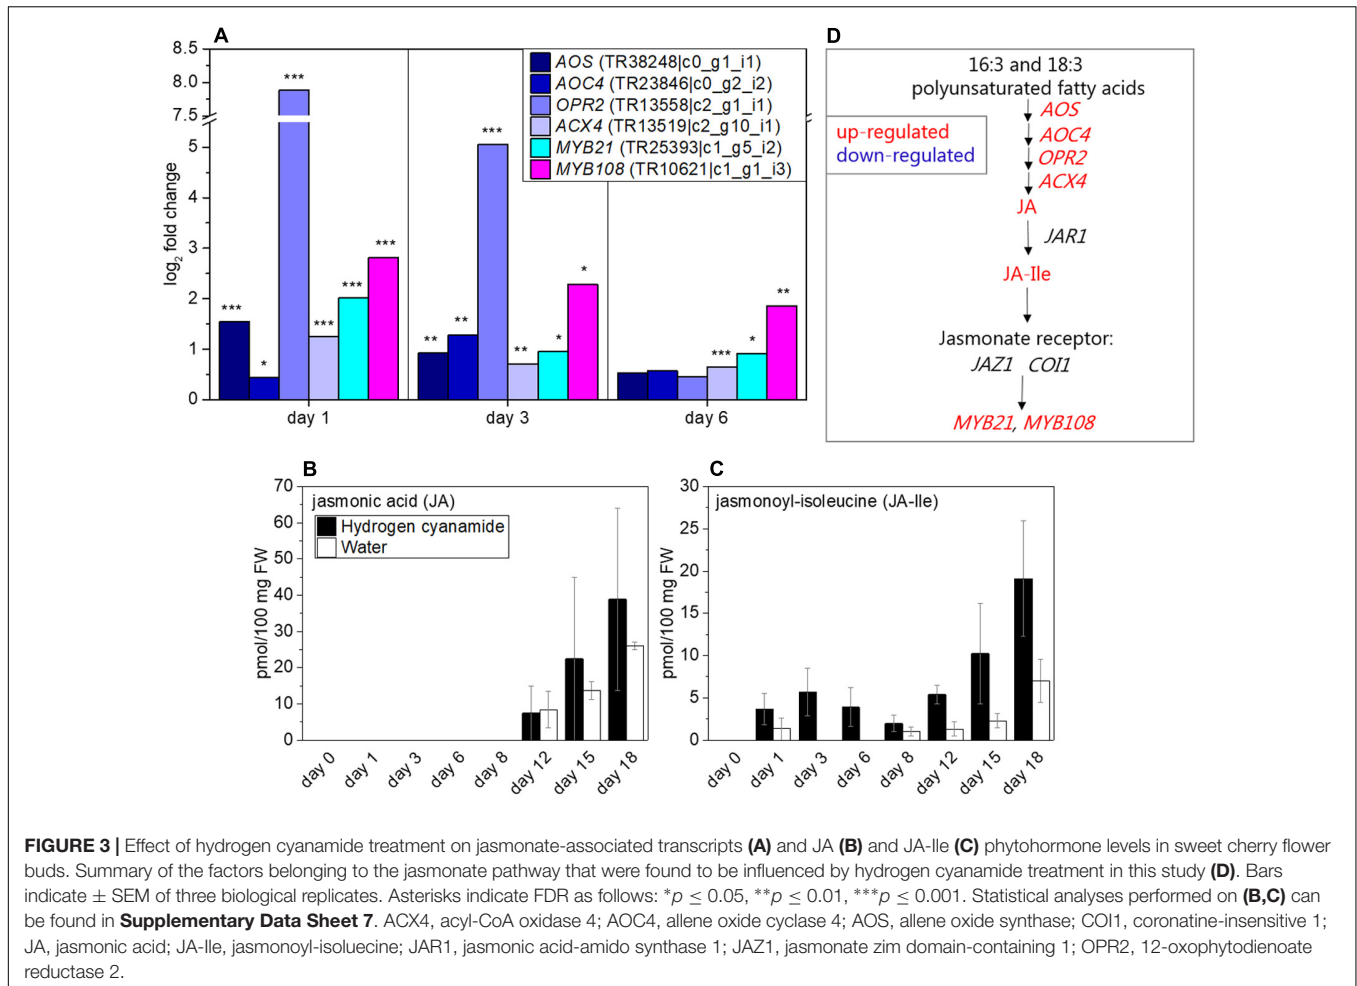 A
8.5
8.0
7.5
5
4
3
2
1
0
log2 fold change
AOS (TR38248|c0_g1_i1)
AOC4 (TR23846|c0_g2_i2)
OPR2 (TR13558|c2_g1_i1)
ACX4 (TR13519|c2_g10_i1)
MYB21 (TR25393|c1_g5_i2)
MYB108 (TR10621|c1_g1_i3)
*** * *** *** *** ***
** ** *** ** * *
*** * **
day 1 day 3 day 6
D
16:3 and 18:3
polyunsaturated fatty acids
up-regulated
down-regulated
AOS
AOC4
OPR2
ACX4
JA
JAR1
JA-Ile
Jasmonate receptor:
JAZ1 COI1
MYB21, MYB108
B
jasmonic acid (JA)
Hydrogen cyanamide
Water
70
60
50
40
30
20
10
0
pmol/100 mg FW
day 0 day 1 day 3 day 6 day 8 day 12 day 15 day 18
C
jasmonoyl-isoleucine (JA-Ile)
30
25
20
15
10
5
0
pmol/100 mg FW
day 0 day 1 day 3 day 6 day 8 day 12 day 15 day 18
FIGURE 3 | Effect of hydrogen cyanamide treatment on jasmonate-associated transcripts (A) and JA (B) and JA-Ile (C) phytohormone levels in sweet cherry flower
buds. Summary of the factors belonging to the jasmonate pathway that were found to be influenced by hydrogen cyanamide treatment in this study (D). Bars
indicate ± SEM of three biological replicates. Asterisks indicate FDR as follows: *p ≤ 0.05, **p ≤ 0.01, ***p ≤ 0.001. Statistical analyses performed on (B,C) can
be found in Supplementary Data Sheet 7. ACX4, acyl-CoA oxidase 4; AOC4, allene oxide cyclase 4; AOS, allene oxide synthase; COI1, coronatine-insensitive 1;
JA, jasmonic acid; JA-Ile, jasmonoyl-isoluecine; JAR1, jasmonic acid-amido synthase 1; JAZ1, jasmonate zim domain-containing 1; OPR2, 12-oxophytodienoate
reductase 2.